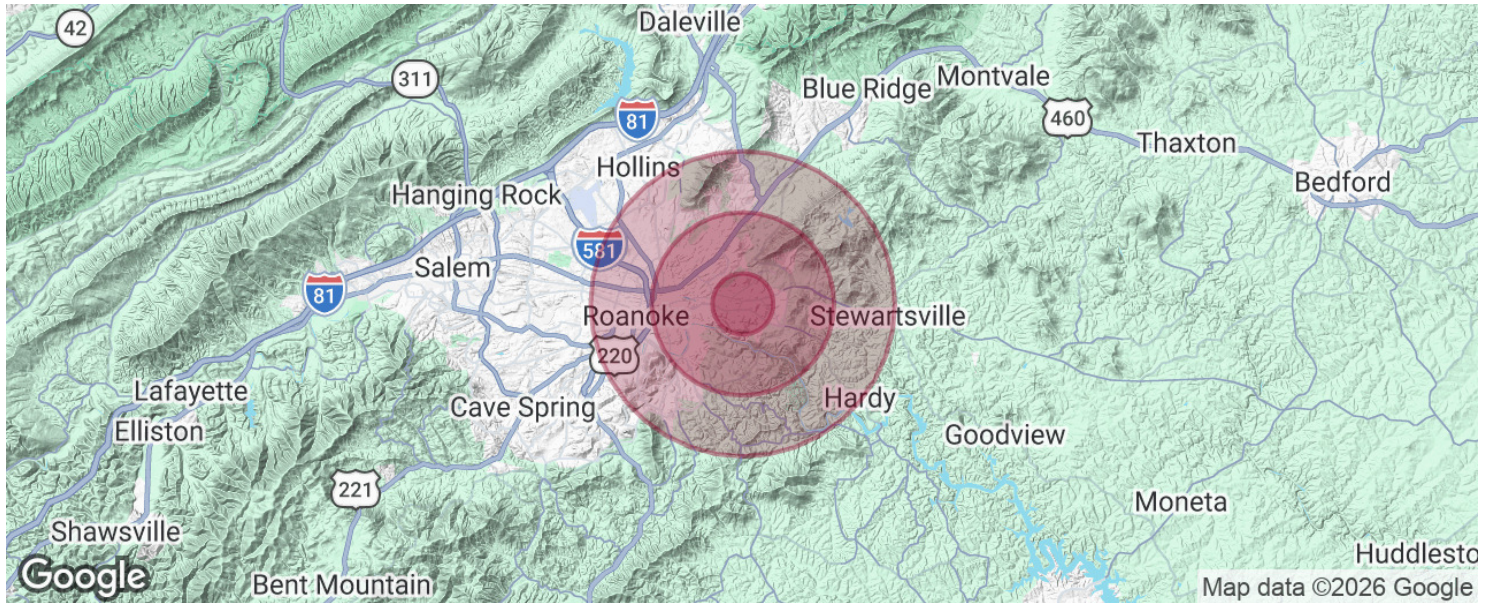 Daleville
42
311
Blue Ridge
Montvale
81
460
Thaxton
Hollins
Bedford
Hanging Rock
581
Salem
81
Roanoke
Stewartsville
220
Lafayette
Cave Spring
Hardy
Elliston
Goodview
221
Moneta
Shawsville
Huddlesto
Bent Mountain
Google
Map data ©2026 Google